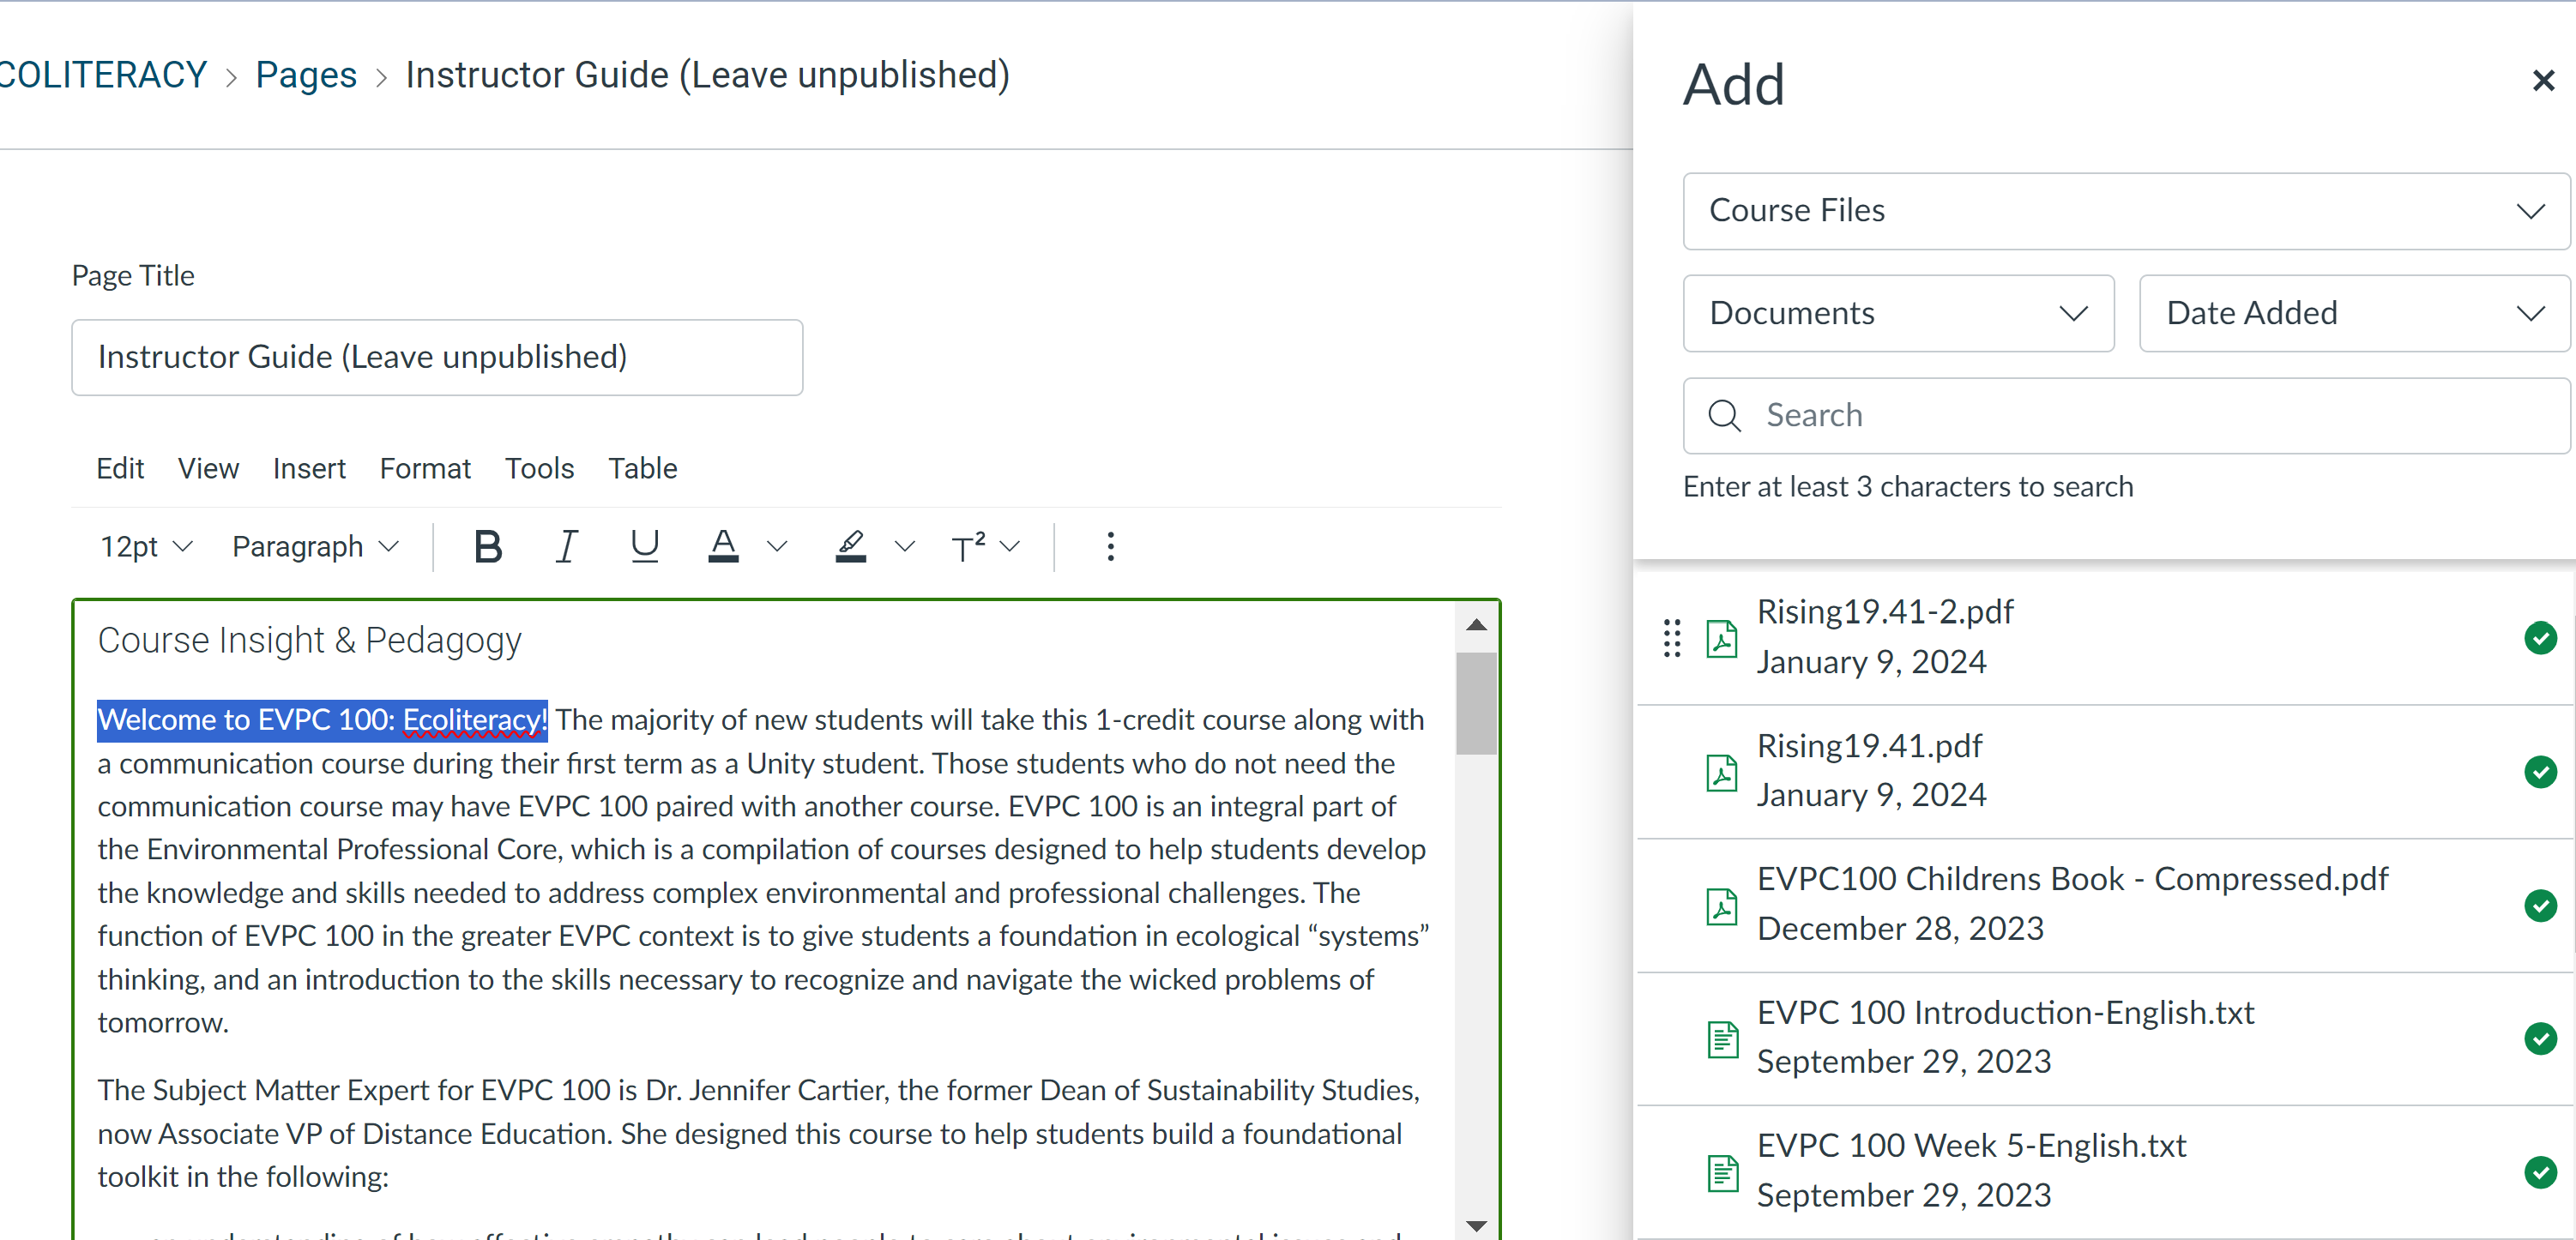 COLITERACY > Pages > Instructor Guide (Leave unpublished)
Page Title
Instructor Guide (Leave unpublished)
Edit View Insert Format Tools Table
12pt Paragraph B I U A T²
Course Insight & Pedagogy
Welcome to EVPC 100: Ecoliteracy! The majority of new students will take this 1-credit course along with
a communication course during their first term as a Unity student. Those students who do not need the
communication course may have EVPC 100 paired with another course. EVPC 100 is an integral part of
the Environmental Professional Core, which is a compilation of courses designed to help students develop
the knowledge and skills needed to address complex environmental and professional challenges. The
function of EVPC 100 in the greater EVPC context is to give students a foundation in ecological “systems”
thinking, and an introduction to the skills necessary to recognize and navigate the wicked problems of
tomorrow.
The Subject Matter Expert for EVPC 100 is Dr. Jennifer Cartier, the former Dean of Sustainability Studies,
now Associate VP of Distance Education. She designed this course to help students build a foundational
toolkit in the following:
Add
Course Files
Documents
Date Added
Search
Enter at least 3 characters to search
Rising19.41-2.pdf
January 9, 2024
Rising19.41.pdf
January 9, 2024
EVPC100 Childrens Book - Compressed.pdf
December 28, 2023
EVPC 100 Introduction-English.txt
September 29, 2023
EVPC 100 Week 5-English.txt
September 29, 2023